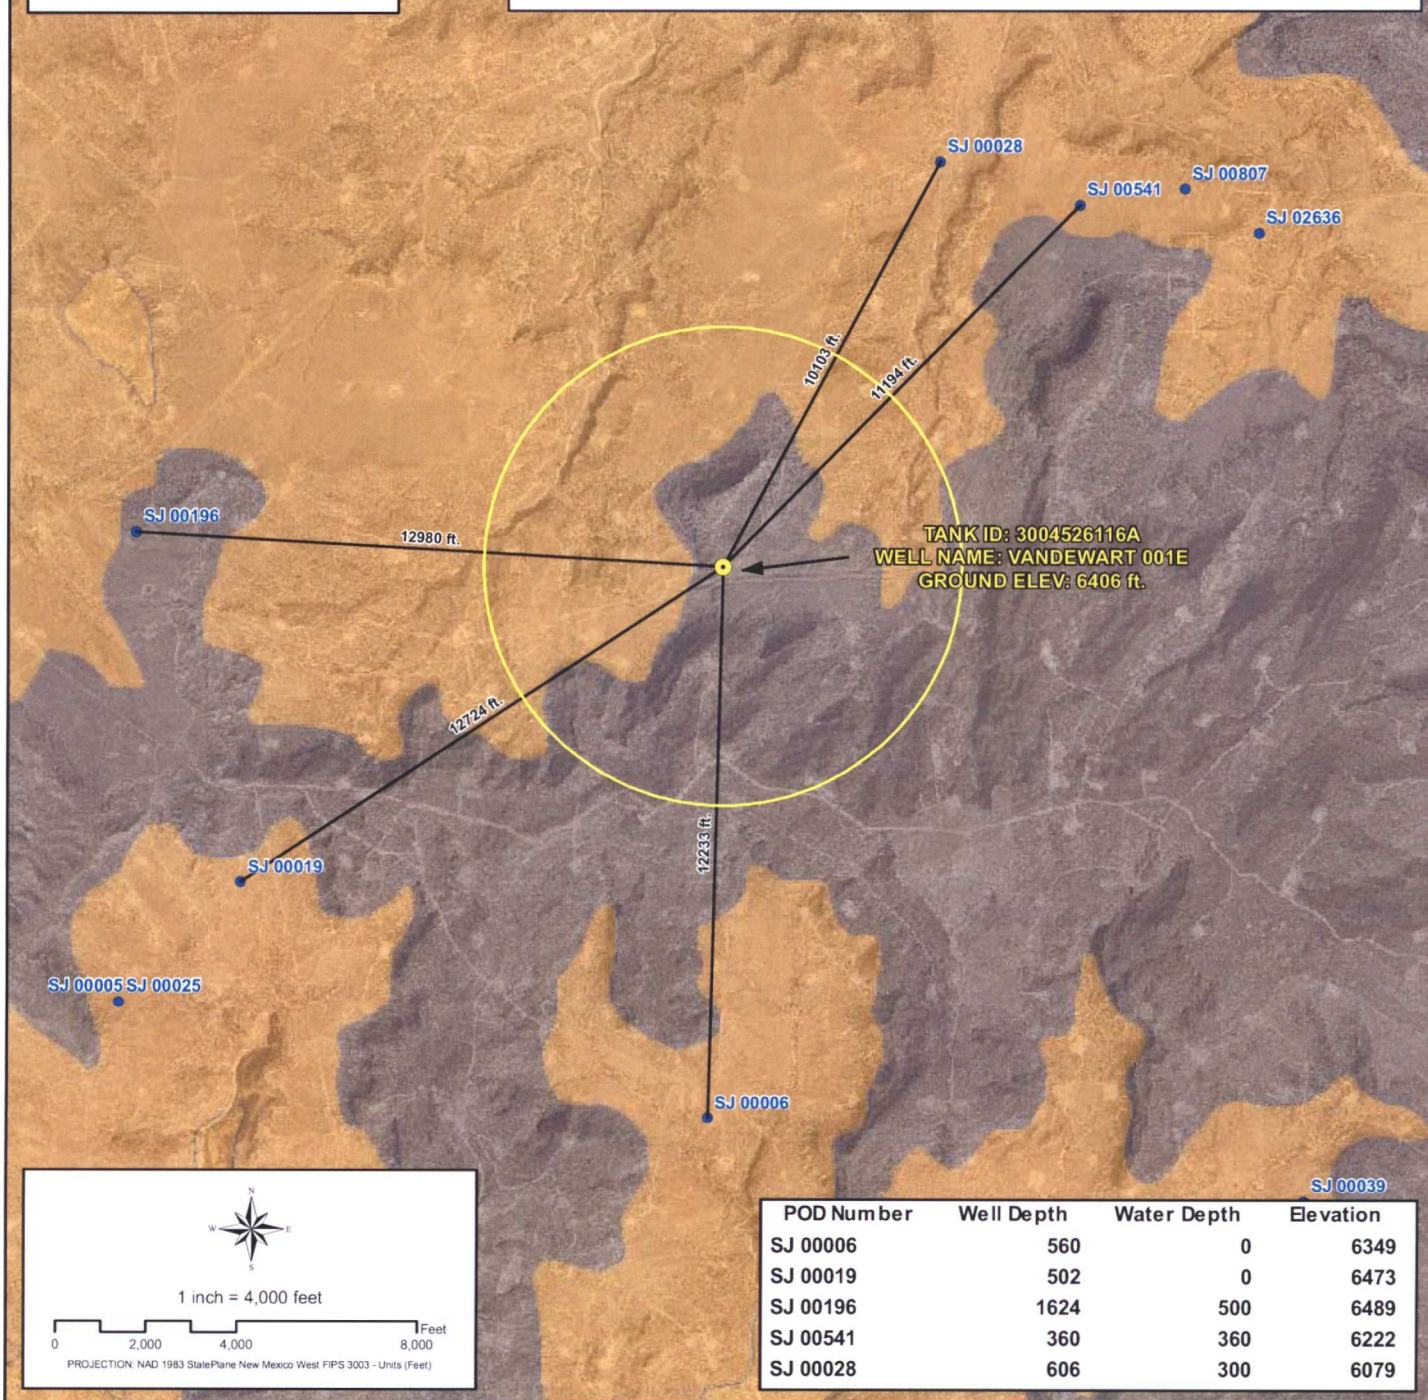 SJ 00028
SJ 00807
SJ 00541
SJ 02636
10103 ft.
11194 ft.
SJ 00196
12980 ft.
TANK ID: 3004526116A
WELL NAME: VANDEWART 001E
GROUND ELEV: 6406 ft.
12724 ft.
12233 ft.
SJ 00019
SJ 00005 SJ 00025
SJ 00006
SJ 00039
N
W E
S
1 inch = 4,000 feet
Feet
0 2,000 4,000 8,000
PROJECTION: NAD 1983 StatePlane New Mexico West FIPS 3003 - Units (Feet)
POD Number Well Depth Water Depth Elevation
SJ 00006 560 0 6349
SJ 00019 502 0 6473
SJ 00196 1624 500 6489
SJ 00541 360 360 6222
SJ 00028 606 300 6079